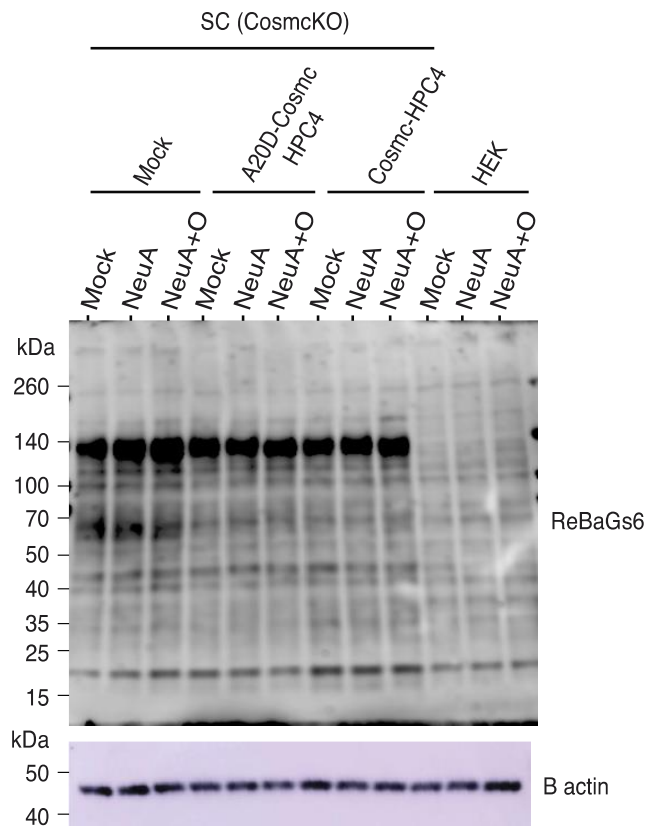 SC (CosmcKO)
Mock
A20D-Cosmc
HPC4
Cosmc-HPC4
HEK
Mock
NeuA
NeuA+O
Mock
NeuA
NeuA+O
Mock
NeuA
NeuA+O
Mock
NeuA
NeuA+O
kDa
260
140
100
70
50
40
35
25
15
ReBaGs6
kDa
50
40
B actin